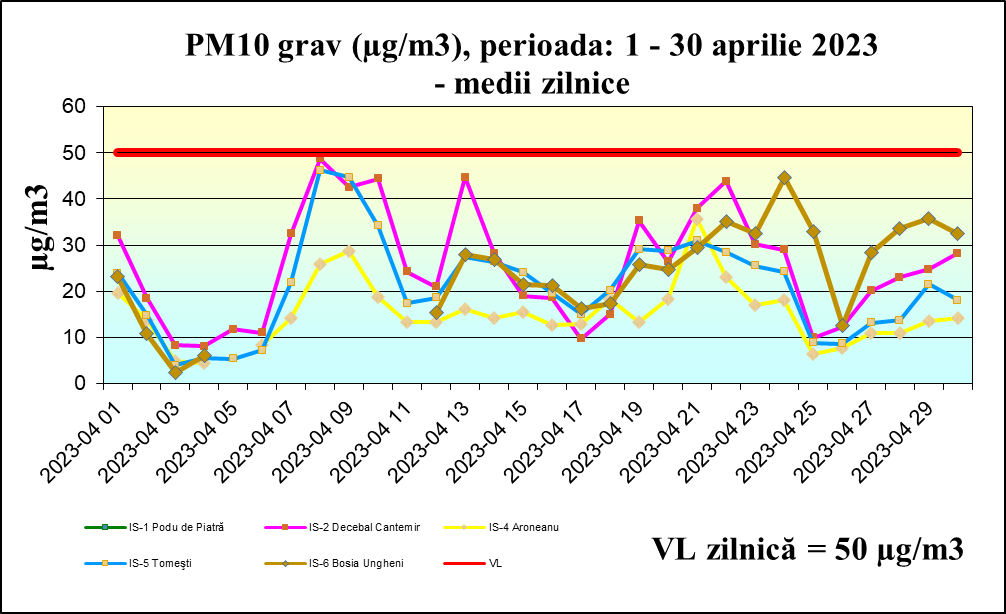 PM10 grav (µg/m3), perioada: 1 - 30 aprilie 2023
- medii zilnice
µg/m3
60
50
40
30
20
10
0
2023-04 01
2023-04 03
2023-04 05
2023-04 07
2023-04 09
2023-04 11
2023-04 13
2023-04 15
2023-04 17
2023-04 19
2023-04 21
2023-04 23
2023-04 25
2023-04 27
2023-04 29
IS-1 Podu de Piatră
IS-2 Decebal Cantemir
IS-4 Aroneanu
IS-5 Tomeşti
IS-6 Bosia Ungheni
VL
VL zilnică = 50 µg/m3